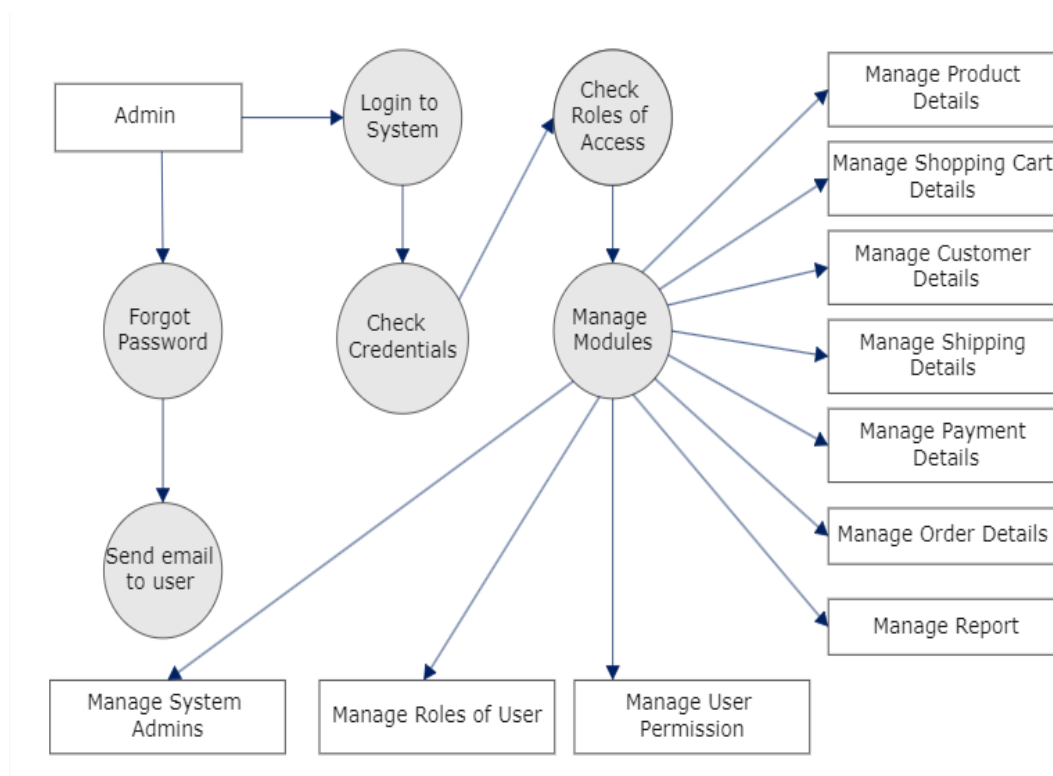 Admin
Login to
System
Check
Roles of
Access
Manage Product
Details
Manage Shopping Cart
Details
Manage Customer
Details
Forgot
Password
Check
Credentials
Manage
Modules
Manage Shipping
Details
Manage Payment
Details
Manage Order Details
Send email
to user
Manage Report
Manage System
Admins
Manage Roles of User
Manage User
Permission